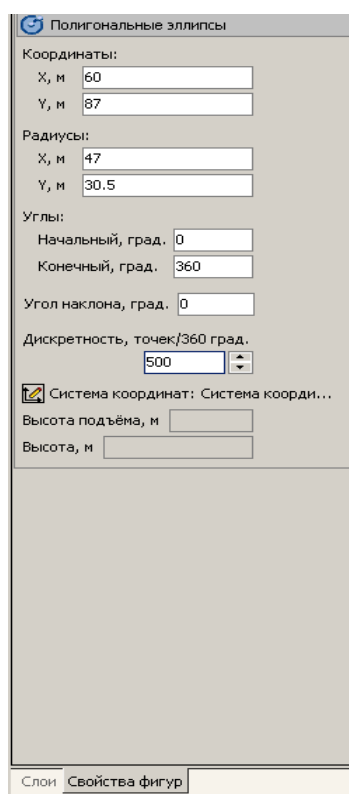 Полигональные эллипсы
Координаты:
X, м 60
Y, м 87
Радиусы:
X, м 47
Y, м 30.5
Углы:
Начальный, град. 0
Конечный, град. 360
Угол наклона, град. 0
Дискретность, точек/360 град.
500
Система координат: Система коорди...
Высота подъёма, м
Высота, м
Слои Свойства фигур